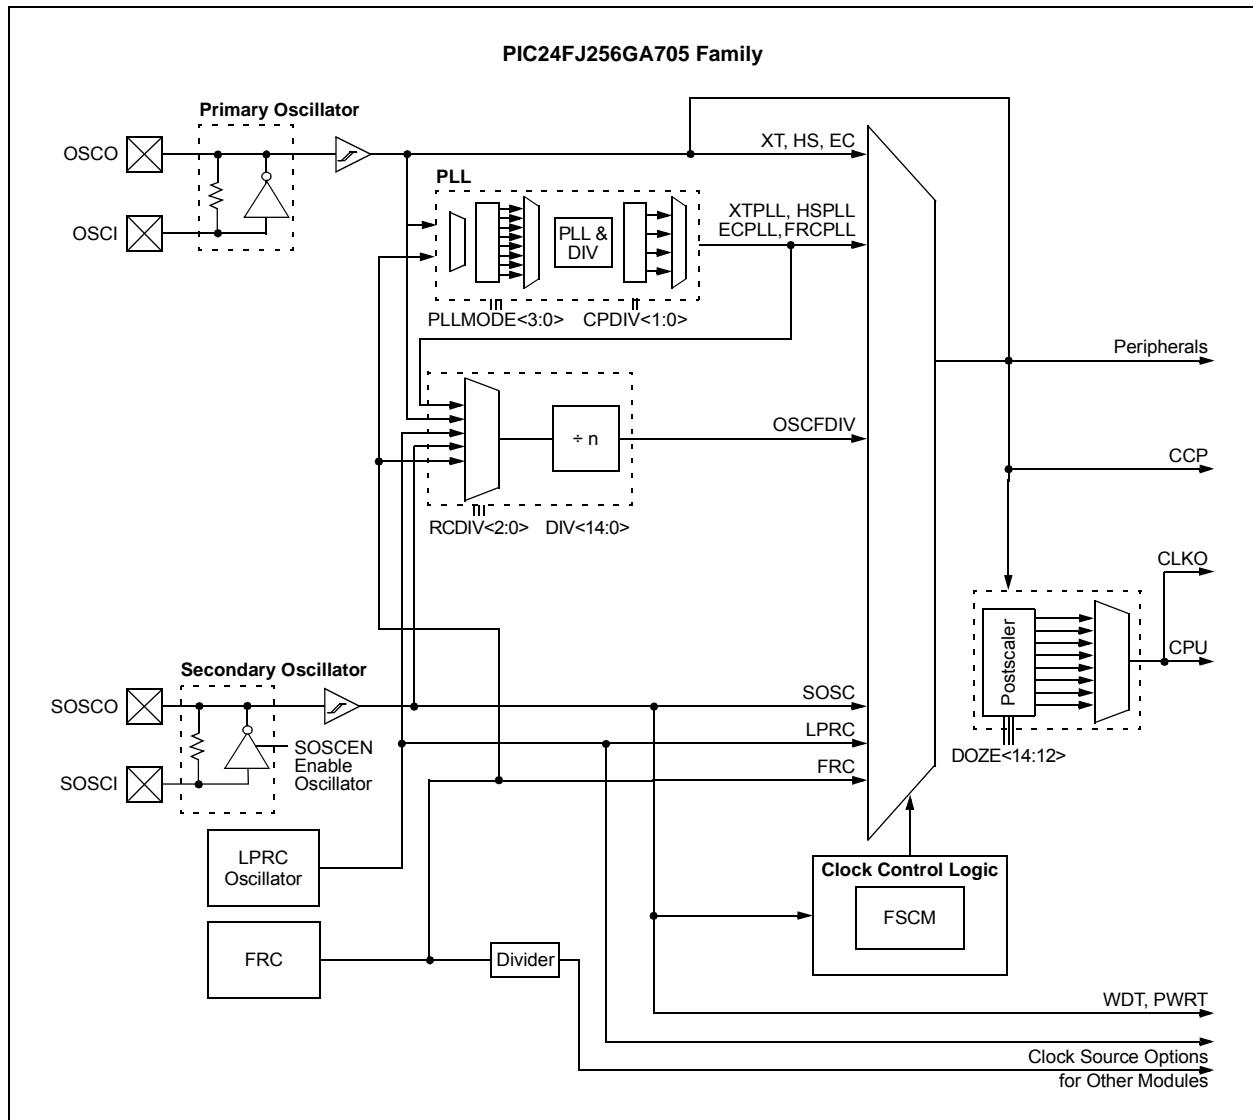 PIC24FJ256GA705 Family
Primary Oscillator
OSCO
XT, HS, EC
PLL
XTPLL, HSPLL
ECPLL,FRCPLL
OSCI
PLL &
DIV
PLLMODE<3:0>
CPDIV<1:0>
Peripherals
÷ n
OSCFDIV
CCP
RCDIV<2:0>
DIV<14:0>
CLKO
Postscaler
CPU
Secondary Oscillator
SOSCO
SOSC
SOSCEN
Enable
Oscillator
LPRC
DOZE<14:12>
SOSCI
FRC
LPRC
Oscillator
Clock Control Logic
FSCM
FRC
Divider
WDT, PWRT
Clock Source Options
for Other Modules